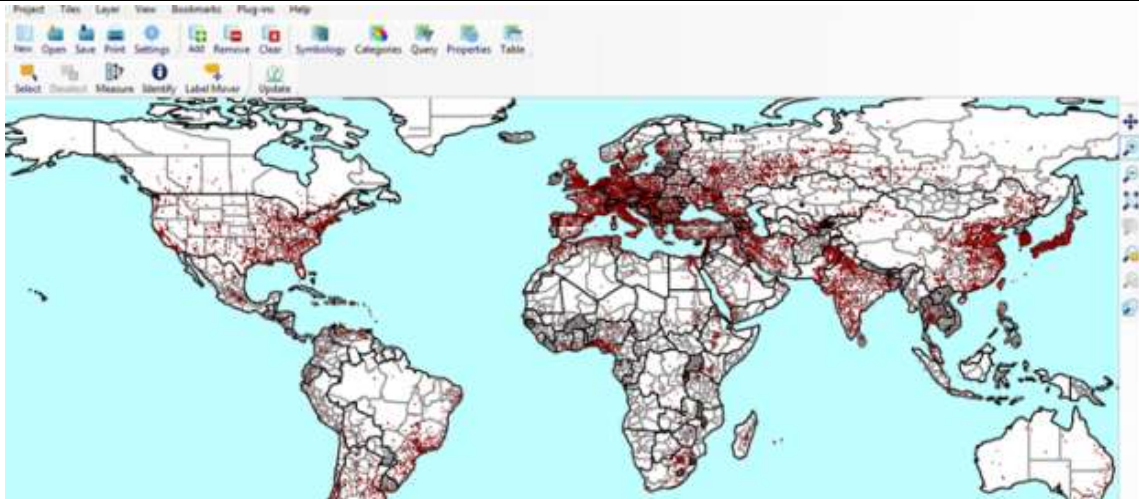 Project Tiles Layer View Bookmarks Plug-ins Help
New Open Save Print Settings Add Remove Clear Symbology Categories Query Properties Table
Select Deselect Measure Identify Label Mover Update